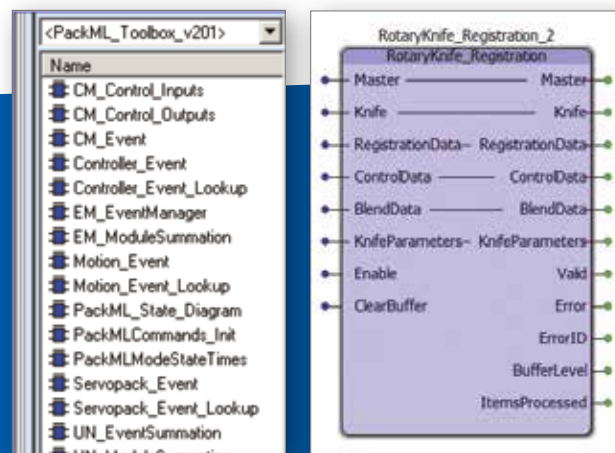 <PackML_Toolbox_v201>
Name
CM_Control_Inputs
CM_Control_Outputs
CM_Event
Controller_Event
Controller_Event_Lookup
EM_EventManager
EM_ModuleSummation
Motion_Event
Motion_Event_Lookup
PackML_State_Diagram
PackMLCommands_Init
PackMLModeStateTimes
Servopack_Event
Servopack_Event_Lookup
UN_EventSummation
RotaryKnife_Registration_2
RotaryKnife_Registration
Master Master
Knife Knife
RegistrationData RegistrationData
ControlData ControlData
BlendData BlendData
KnifeParameters KnifeParameters
Enable Valid
ClearBuffer Error
ErrorID
BufferLevel
ItemsProcessed